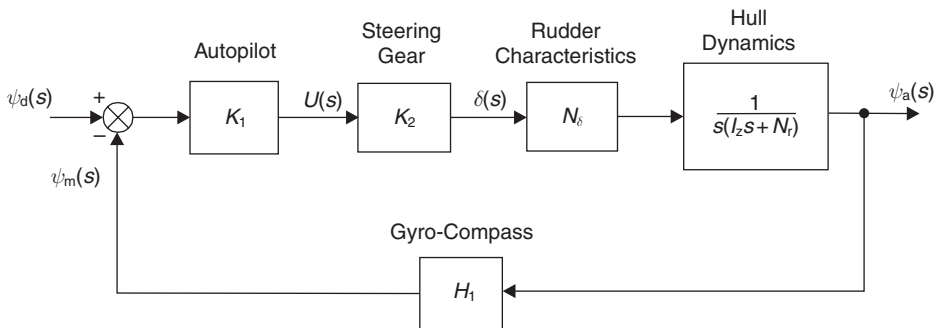 Hull
Dynamics
Steering
Gear
Rudder
Characteristics
Autopilot
ψd(s)
+
−
K1
U(s)
K2
δ(s)
Nδ
1
s(Izs + Nr)
ψa(s)
ψm(s)
Gyro-Compass
H1